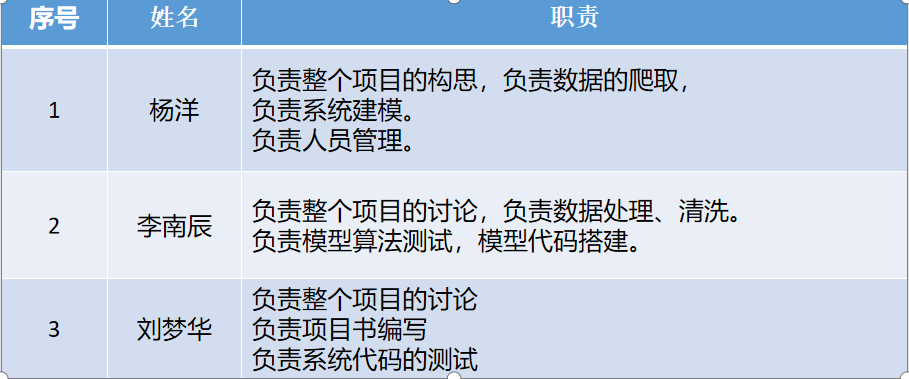 序号 姓名 职责
1 杨洋 负责整个项目的构思，负责数据的爬取，
负责系统建模。
负责人员管理。
2 李南辰 负责整个项目的讨论，负责数据处理、清洗。
负责模型算法测试，模型代码搭建。
3 刘梦华 负责整个项目的讨论
负责项目书编写
负责系统代码的测试